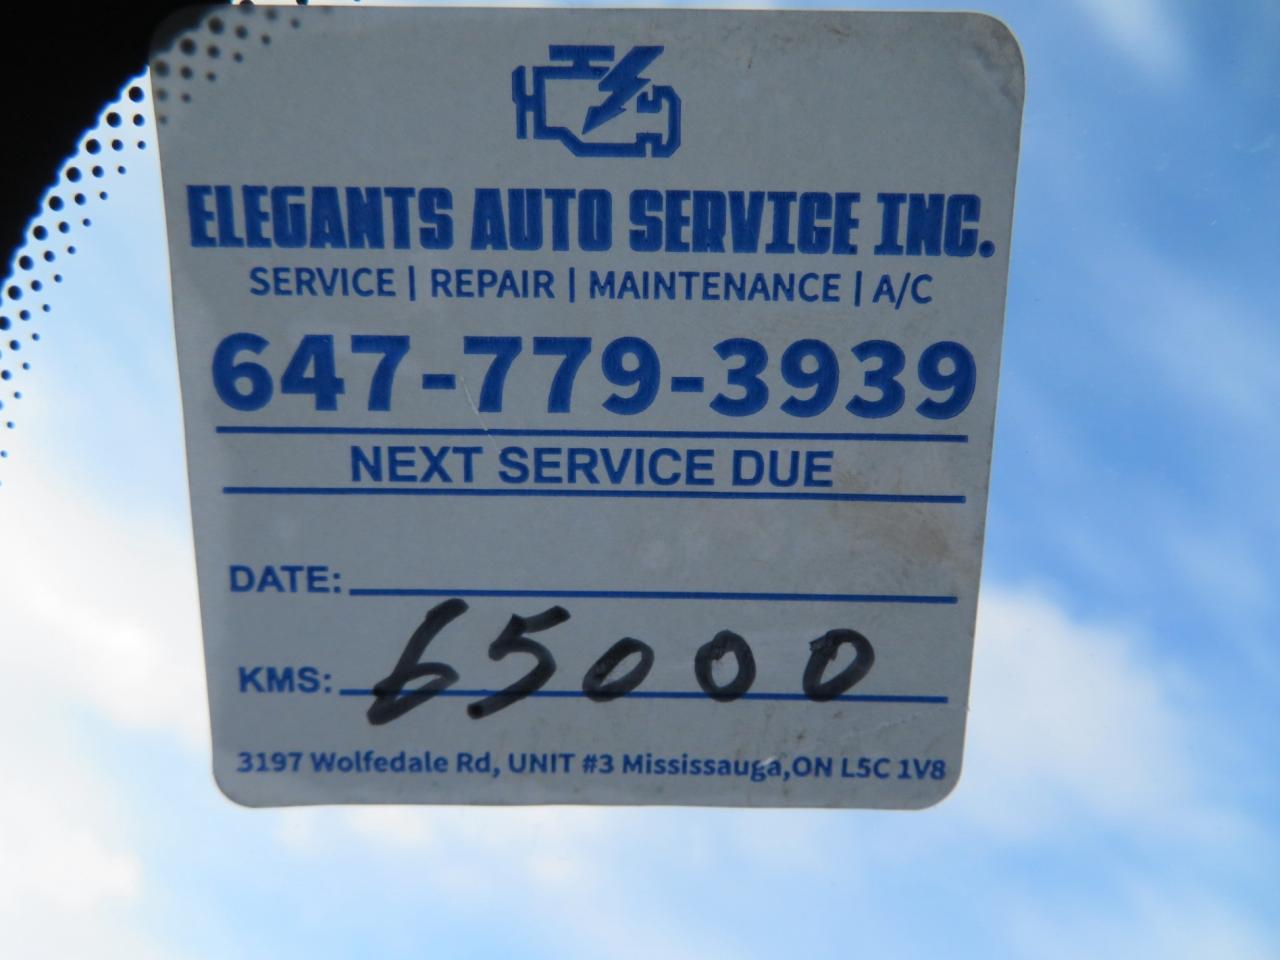 ELEGANTS AUTO SERVICE INC.
SERVICE | REPAIR | MAINTENANCE | A/C
647-779-3939
NEXT SERVICE DUE
DATE:
KMS: 65000
3197 Wolfedale Rd, UNIT #3 Mississauga,ON L5C 1V8